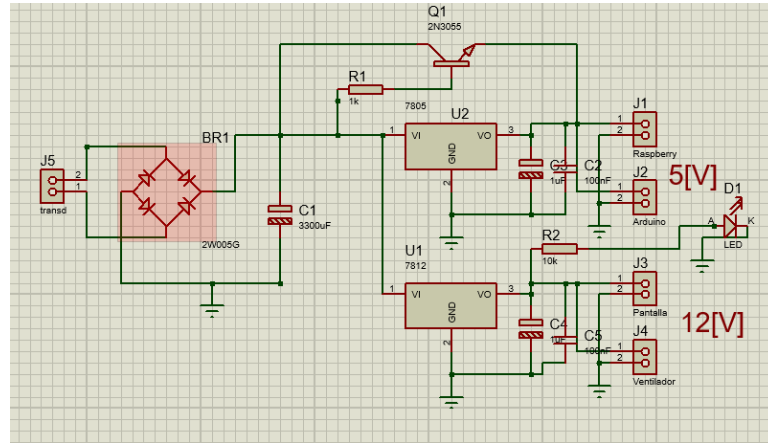 Q1
2N3055
R1
1k
7805
U2
1
VI
VO
3
GND
2
C3
1uF
C2
100nF
J1
1
2
Raspberry
5[V]
J2
1
2
Arduino
D1
A
K
LED
J5
2
1
transd
BR1
2W005G
C1
3300uF
R2
10k
U1
7812
1
VI
VO
3
GND
2
C4
1uF
C5
100nF
J3
1
2
Pantalla
12[V]
J4
1
2
Ventilador